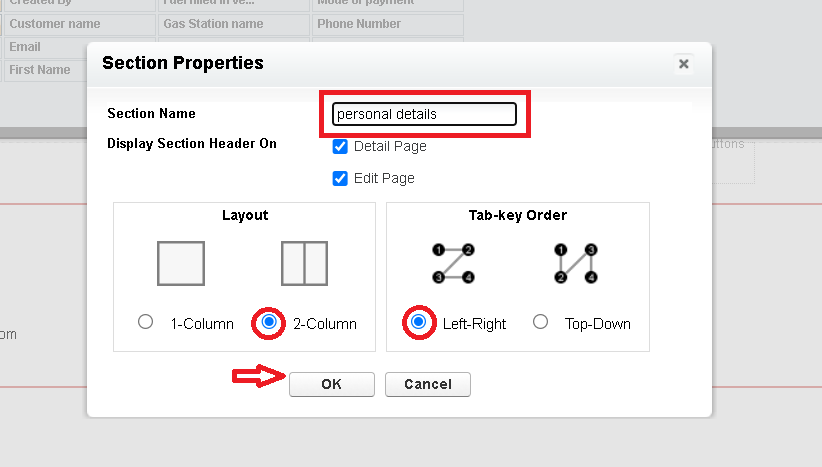 Created By Fuel filled in ve... Mode of payment
Customer name Gas Station name Phone Number
Email
First Name
Section Properties
Section Name personal details
Display Section Header On Detail Page
Edit Page
Layout Tab-key Order
1 2 1 3
3 4 2 4
1-Column 2-Column Left-Right Top-Down
OK Cancel
uttons
om